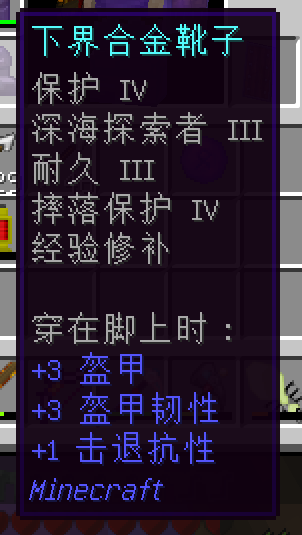 下界合金靴子
保护 IV
深海探索者 III
耐久 III
摔落保护 IV
经验修补
穿在脚上时：
+3 盔甲
+3 盔甲韧性
+1 击退抗性
Minecraft